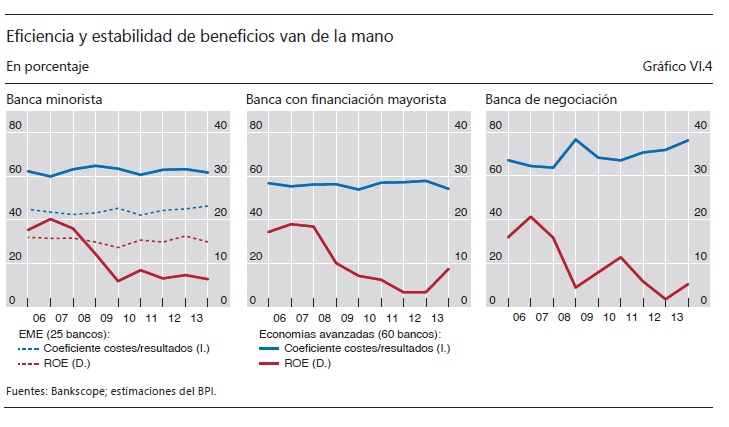 Eficiencia y estabilidad de beneficios van de la mano
En porcentaje Gráfico VI.4
Banca minorista Banca con financiación mayorista Banca de negociación
80 40 80 40 80 40
60 30 60 30 60 30
40 20 40 20 40 20
20 10 20 10 20 10
0 0 0 0 0 0
06 07 08 09 10 11 12 13 06 07 08 09 10 11 12 13 06 07 08 09 10 11 12 13
EME (25 bancos): Economías avanzadas (60 bancos):
Coeficiente costes/resultados (I.) Coeficiente costes/resultados (I.)
ROE (D.) ROE (D.)
Fuentes: Bankscope; estimaciones del BPI.